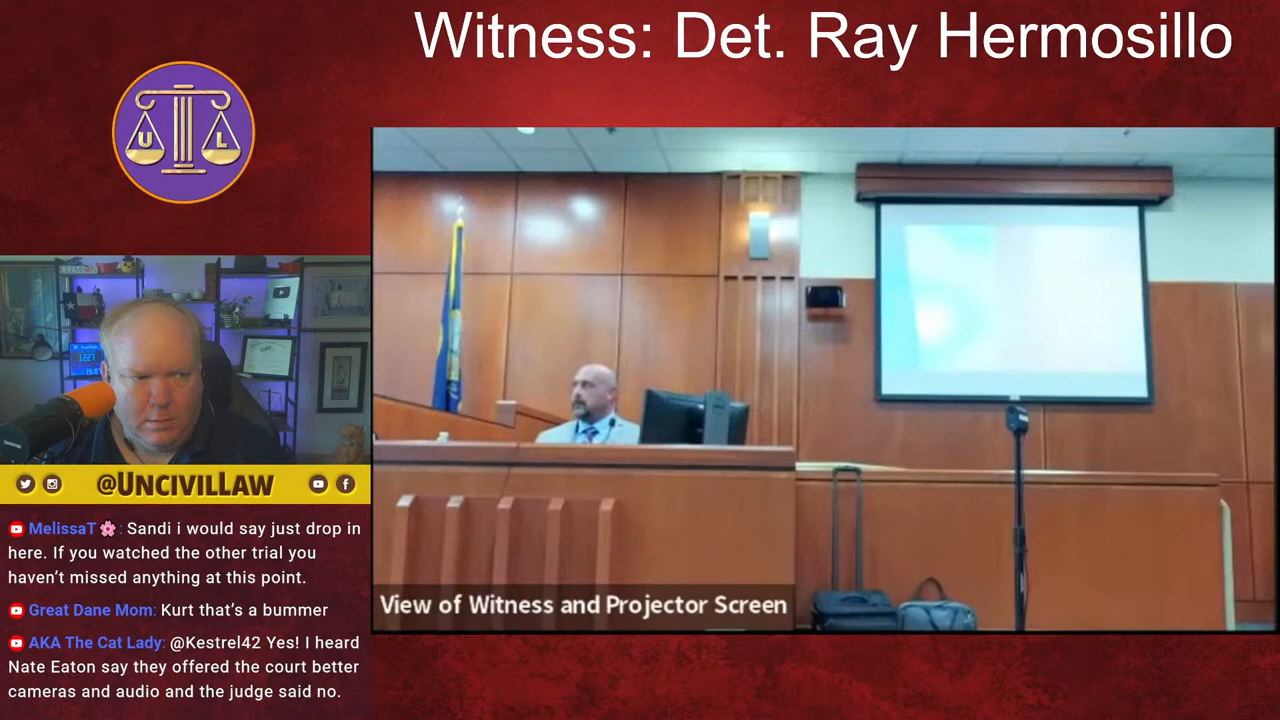 Witness: Det. Ray Hermosillo
U L
1227
@UNCIVILLAW
MelissaT🌸: Sandi i would say just drop in
here. If you watched the other trial you
haven't missed anything at this point.
Great Dane Mom: Kurt that's a bummer
AKA The Cat Lady: @Kestrel42 Yes! I heard
Nate Eaton say they offered the court better
cameras and audio and the judge said no.
View of Witness and Projector Screen